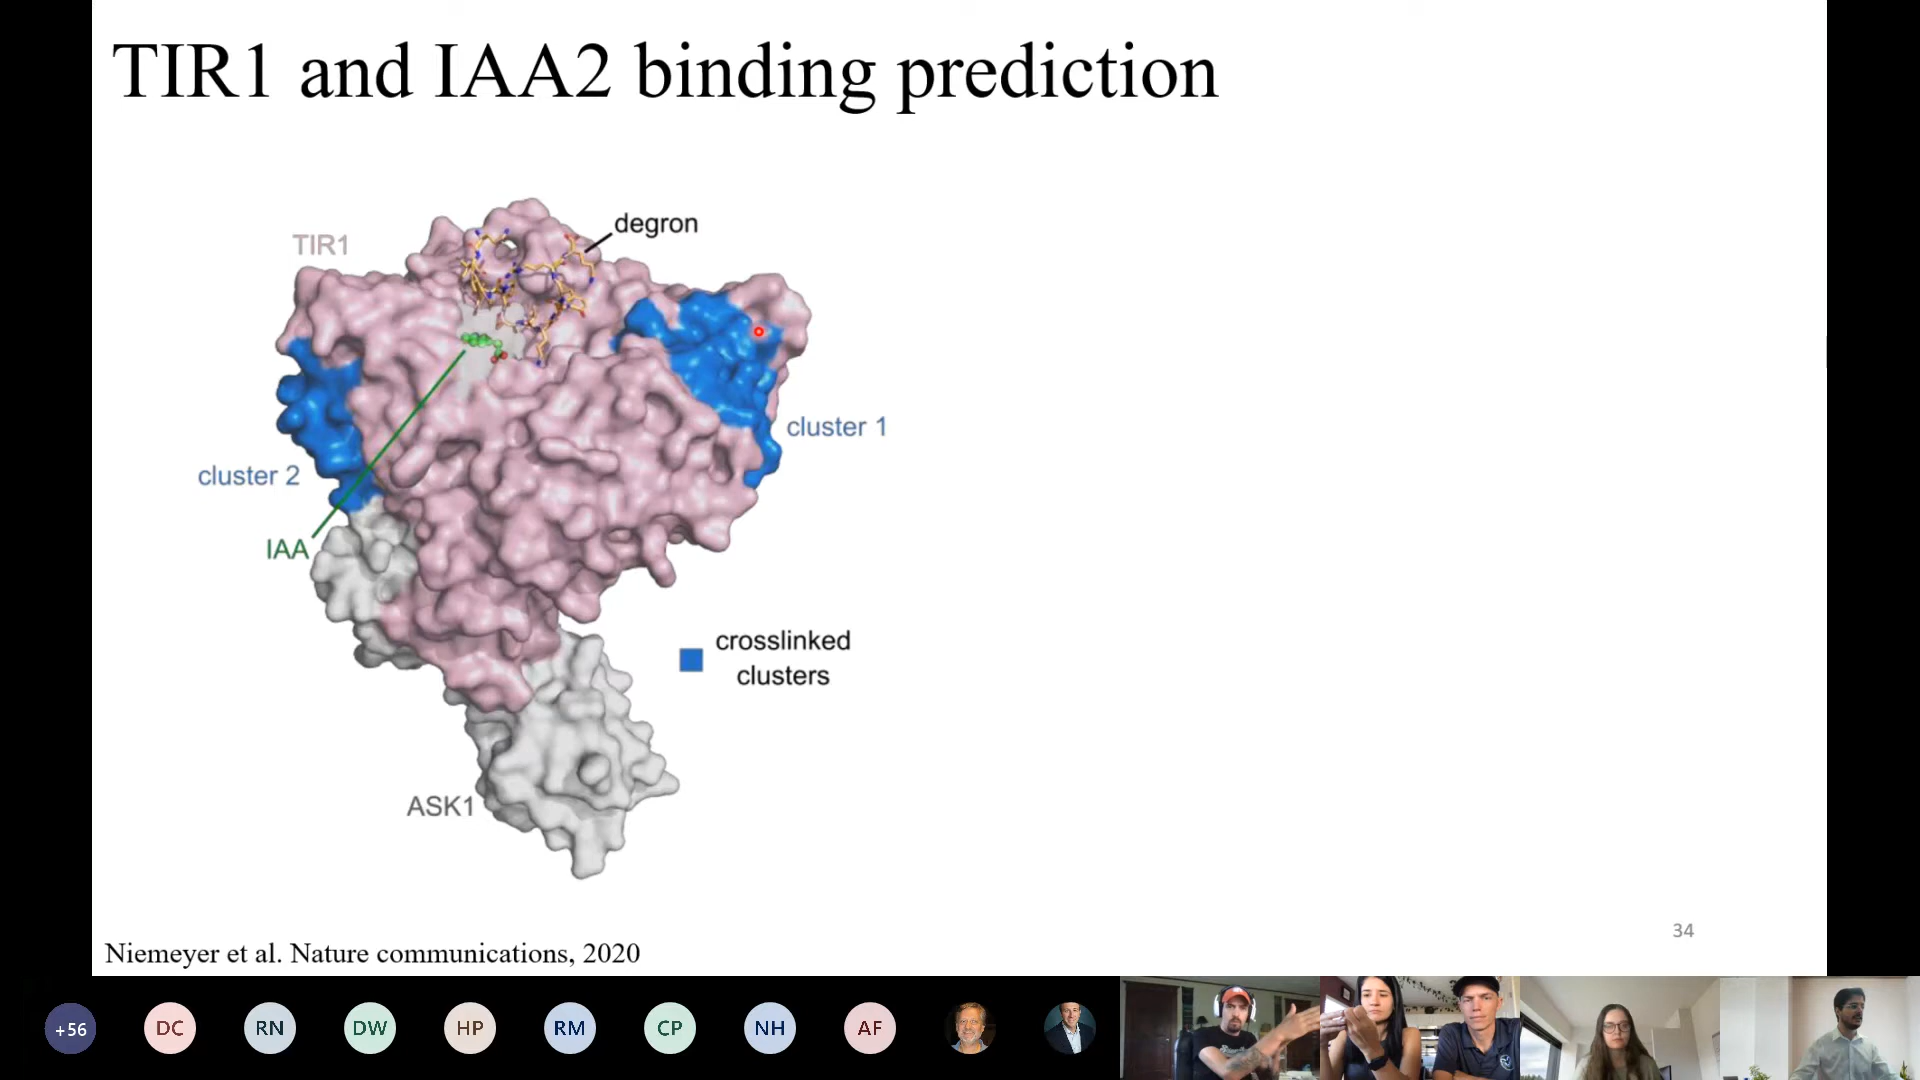 TIR1 and IAA2 binding prediction
degron
TIR1
cluster 1
cluster 2
IAA
crosslinked
clusters
ASK1
34
Niemeyer et al. Nature communications, 2020
+56
DC
RN
DW
HP
RM
CP
NH
AF